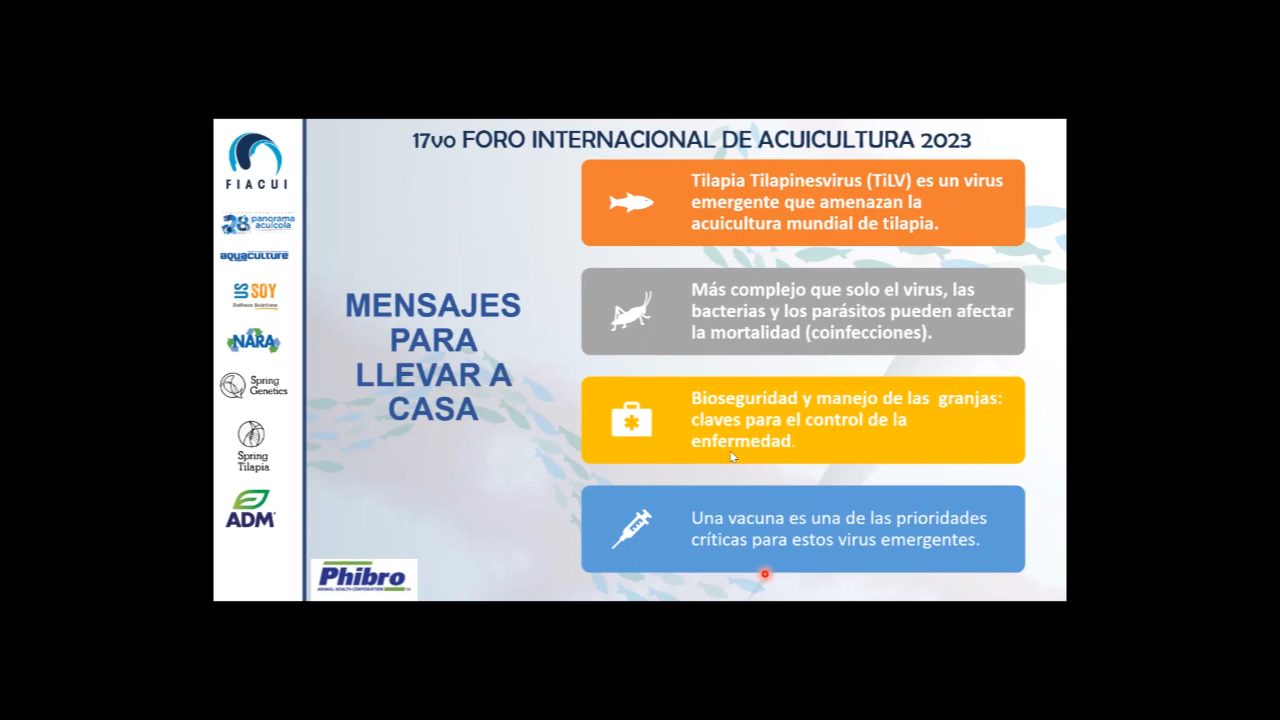 17vo FORO INTERNACIONAL DE ACUICULTURA 2023
FIACUI
28 panorama
acuícola
aquaculture
US
SOY
NARA
Spring
Genetics
Spring
Tilapia
ADM
MENSAJES
PARA
LLEVAR A
CASA
Tilapia Tilapinesvirus (TiLV) es un virus
emergente que amenazan la
acuicultura mundial de tilapia.
Más complejo que solo el virus, las
bacterias y los parásitos pueden afectar
la mortalidad (coinfecciones).
Bioseguridad y manejo de las  granjas:
claves para el control de la
enfermedad.
Una vacuna es una de las prioridades
críticas para estos virus emergentes.
Phibro
ANIMAL HEALTH CORPORATION